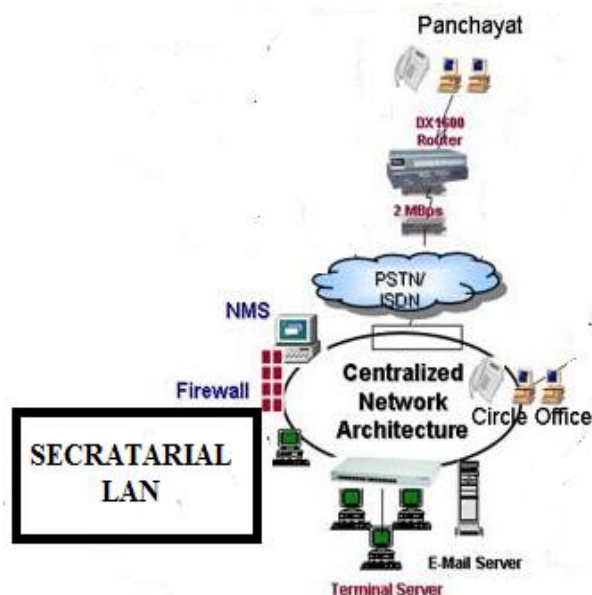 Panchayat
DX1600
Router
2 MBps
PSTN/
ISDN
NMS
Firewall
Centralized
Network
Architecture
Circle Office
SECRATARIAL
LAN
E-Mail Server
Terminal Server